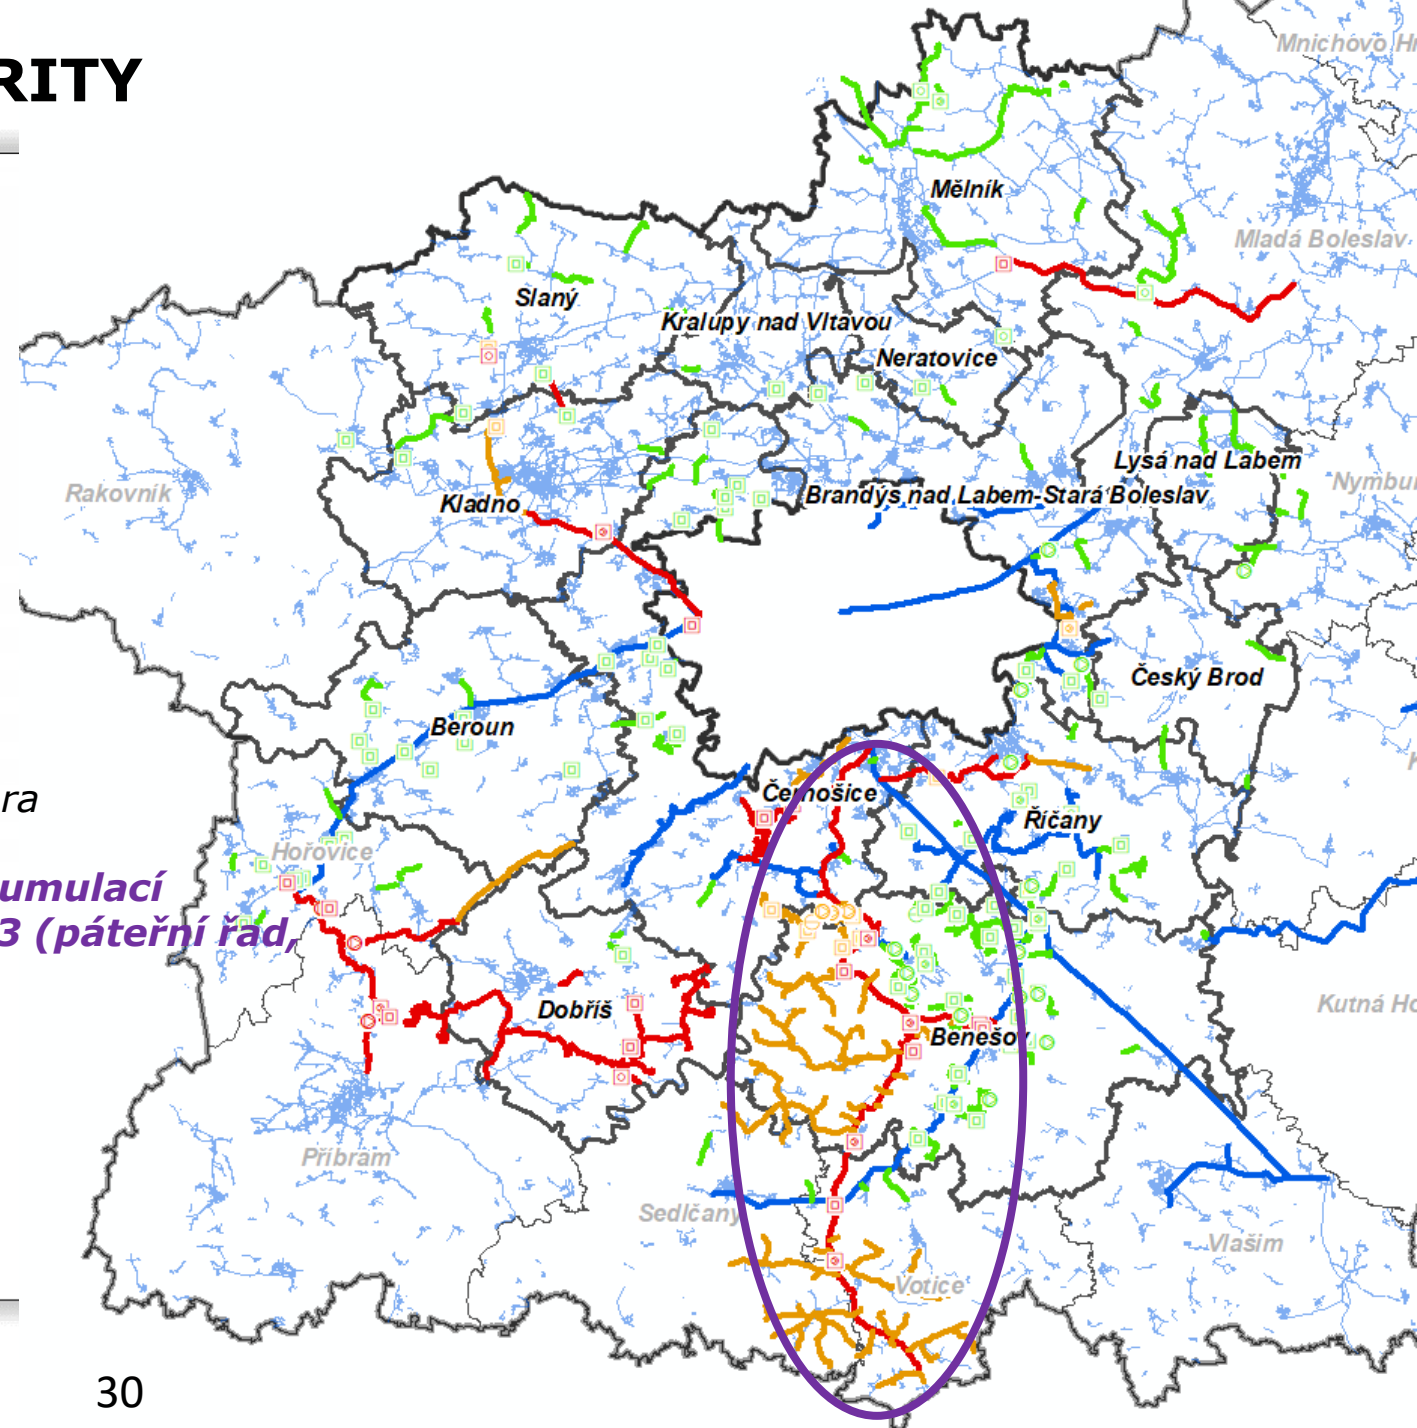 RITY
Mnichovo H
Mělník
Mladá Boleslav
Slaný
Kralupy nad Vltavou
Neratovice
Lysá nad Labem
Rakovník
Nymbur
Kladno
Brandýs nad Labem-Stará Boleslav
Český Brod
Beroun
ra
Černošice
Říčany
Hořovice
umulací
3 (páteřní řad,
Kutná Ho
Dobříš
Benešov
Příbram
Sedlčany
Vlašim
Votice
30